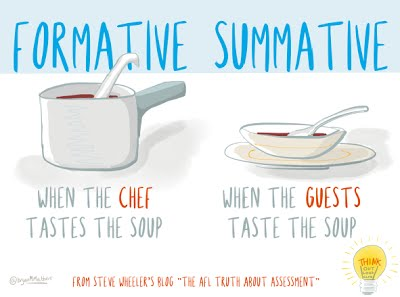 FORMATIVE SUMMATIVE
WHEN THE CHEF
TASTES THE SOUP
WHEN THE GUESTS
TASTE THE SOUP
THINK
OUT
FROM STEVE WHEELER'S BLOG "THE AFL TRUTH ABOUT ASSESSMENT"